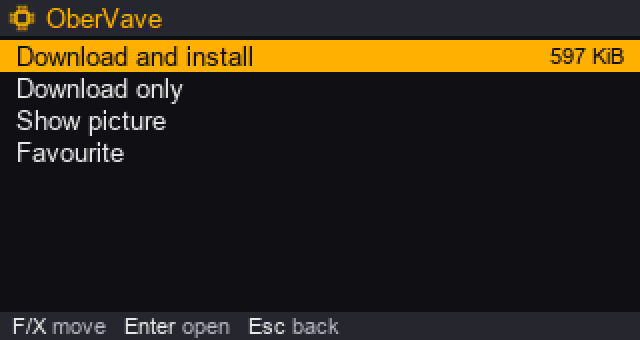 OberVave
Download and install 597 KiB
Download only
Show picture
Favourite
F/X move Enter open Esc back